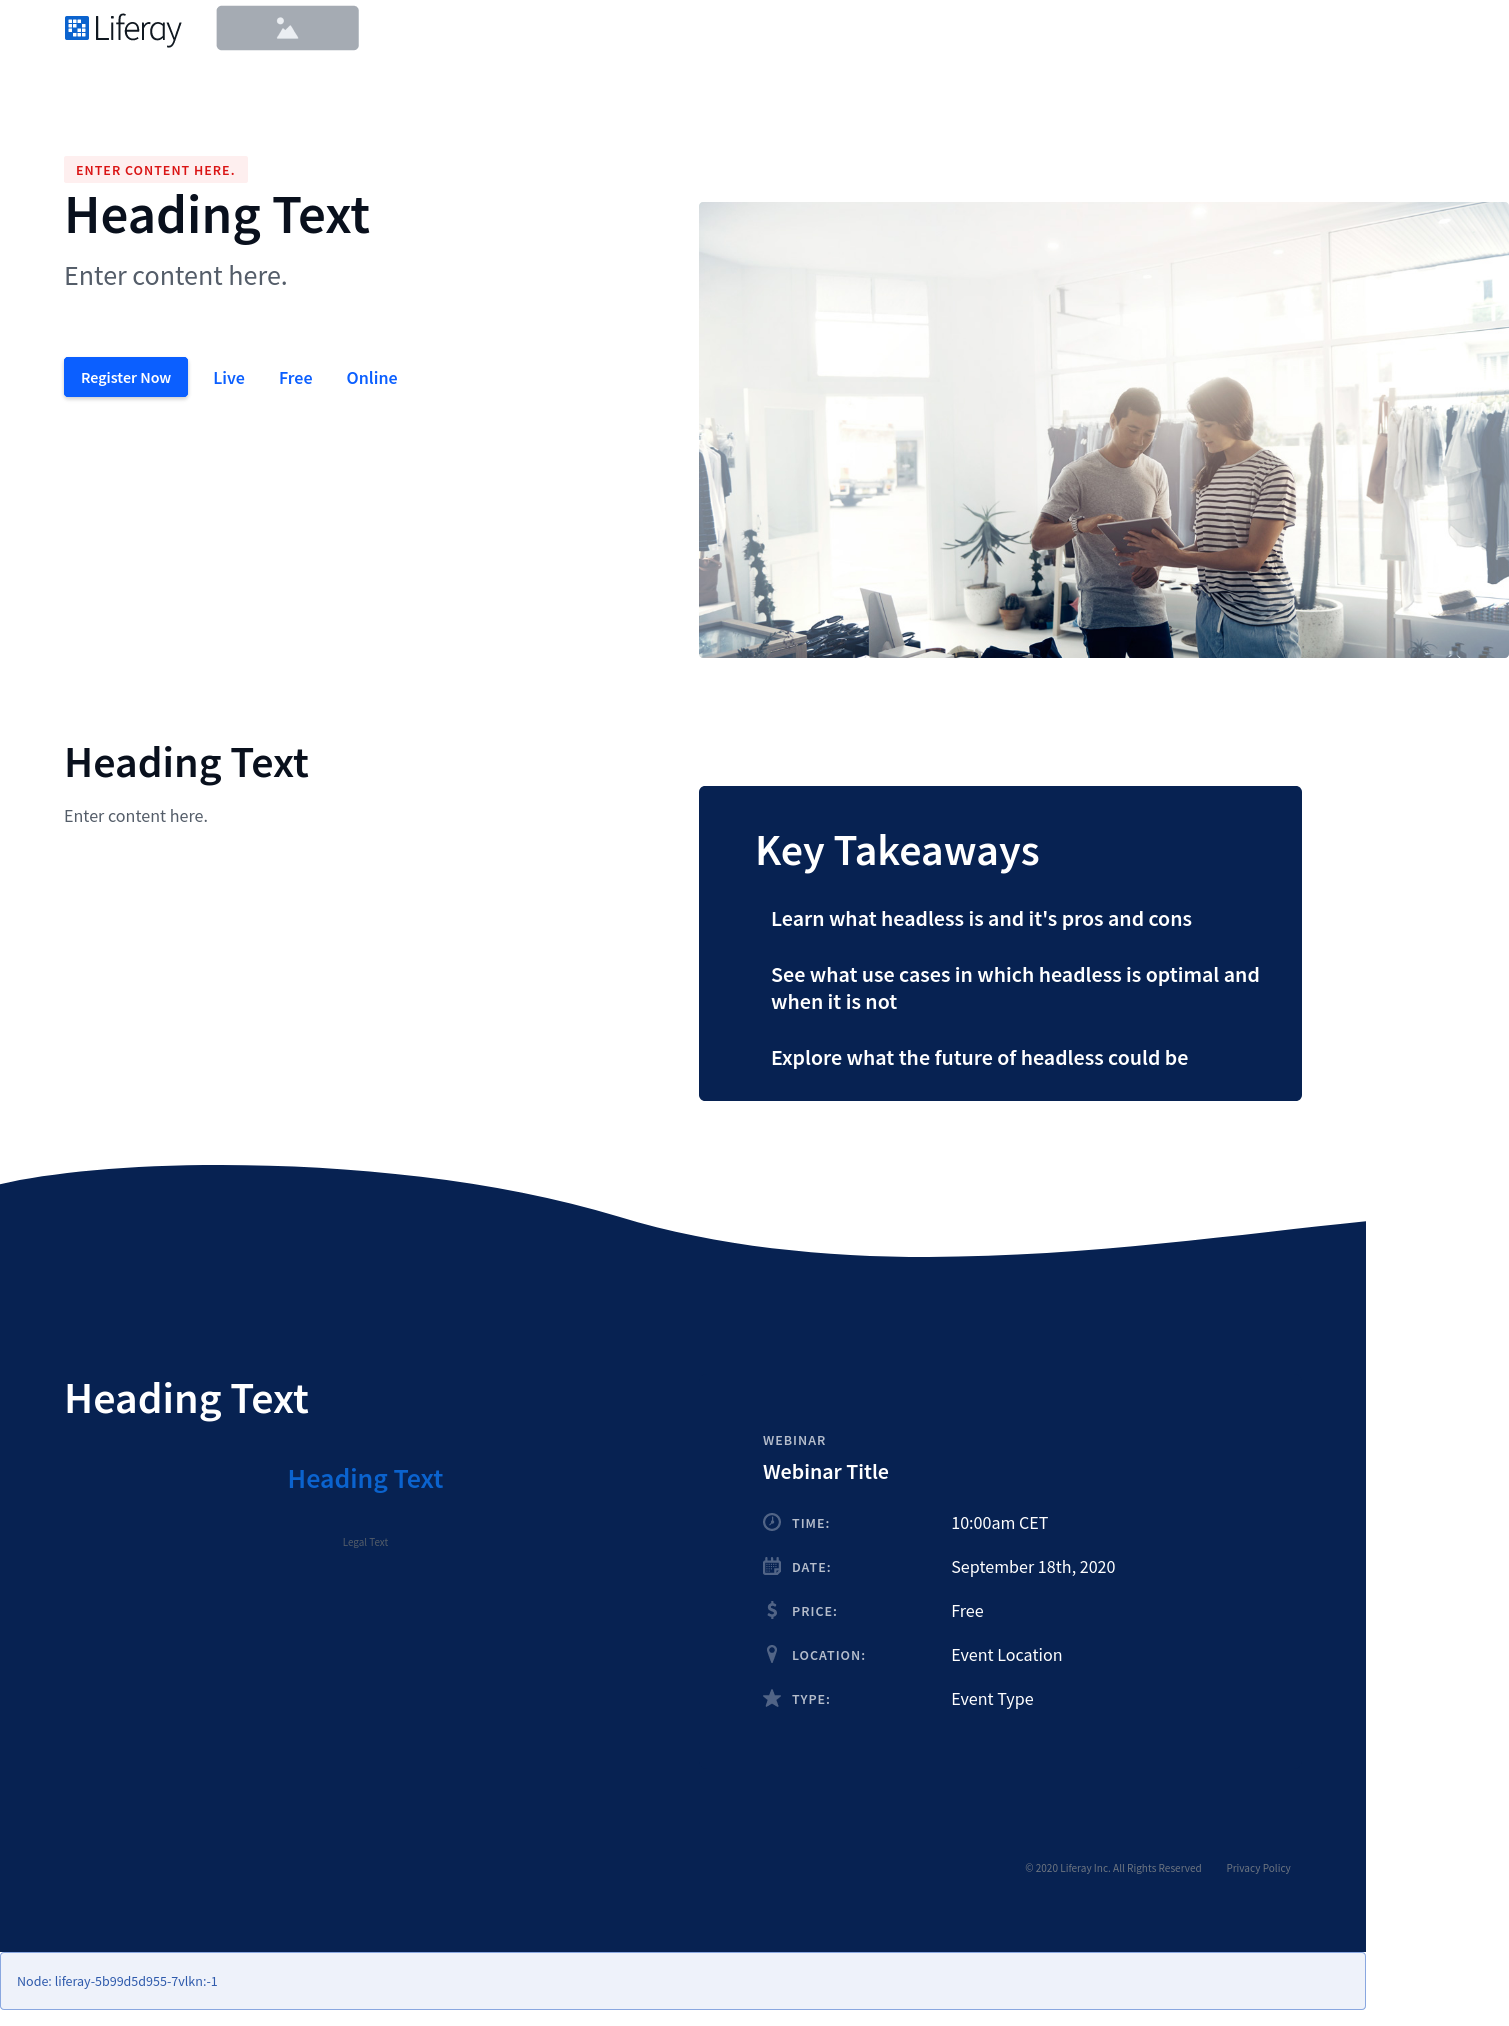 Liferay
ENTER CONTENT HERE.
Heading Text
Enter content here.
Register Now
Live
Free
Online
Heading Text
Enter content here.
Key Takeaways
Learn what headless is and it's pros and cons
See what use cases in which headless is optimal and
when it is not
Explore what the future of headless could be
Heading Text
Heading Text
Legal Text
WEBINAR
Webinar Title
TIME: 10:00am CET
DATE: September 18th, 2020
PRICE: Free
LOCATION: Event Location
TYPE: Event Type
© 2020 Liferay Inc. All Rights Reserved Privacy Policy
Node: liferay-5b99d5d955-7vlkn:-1